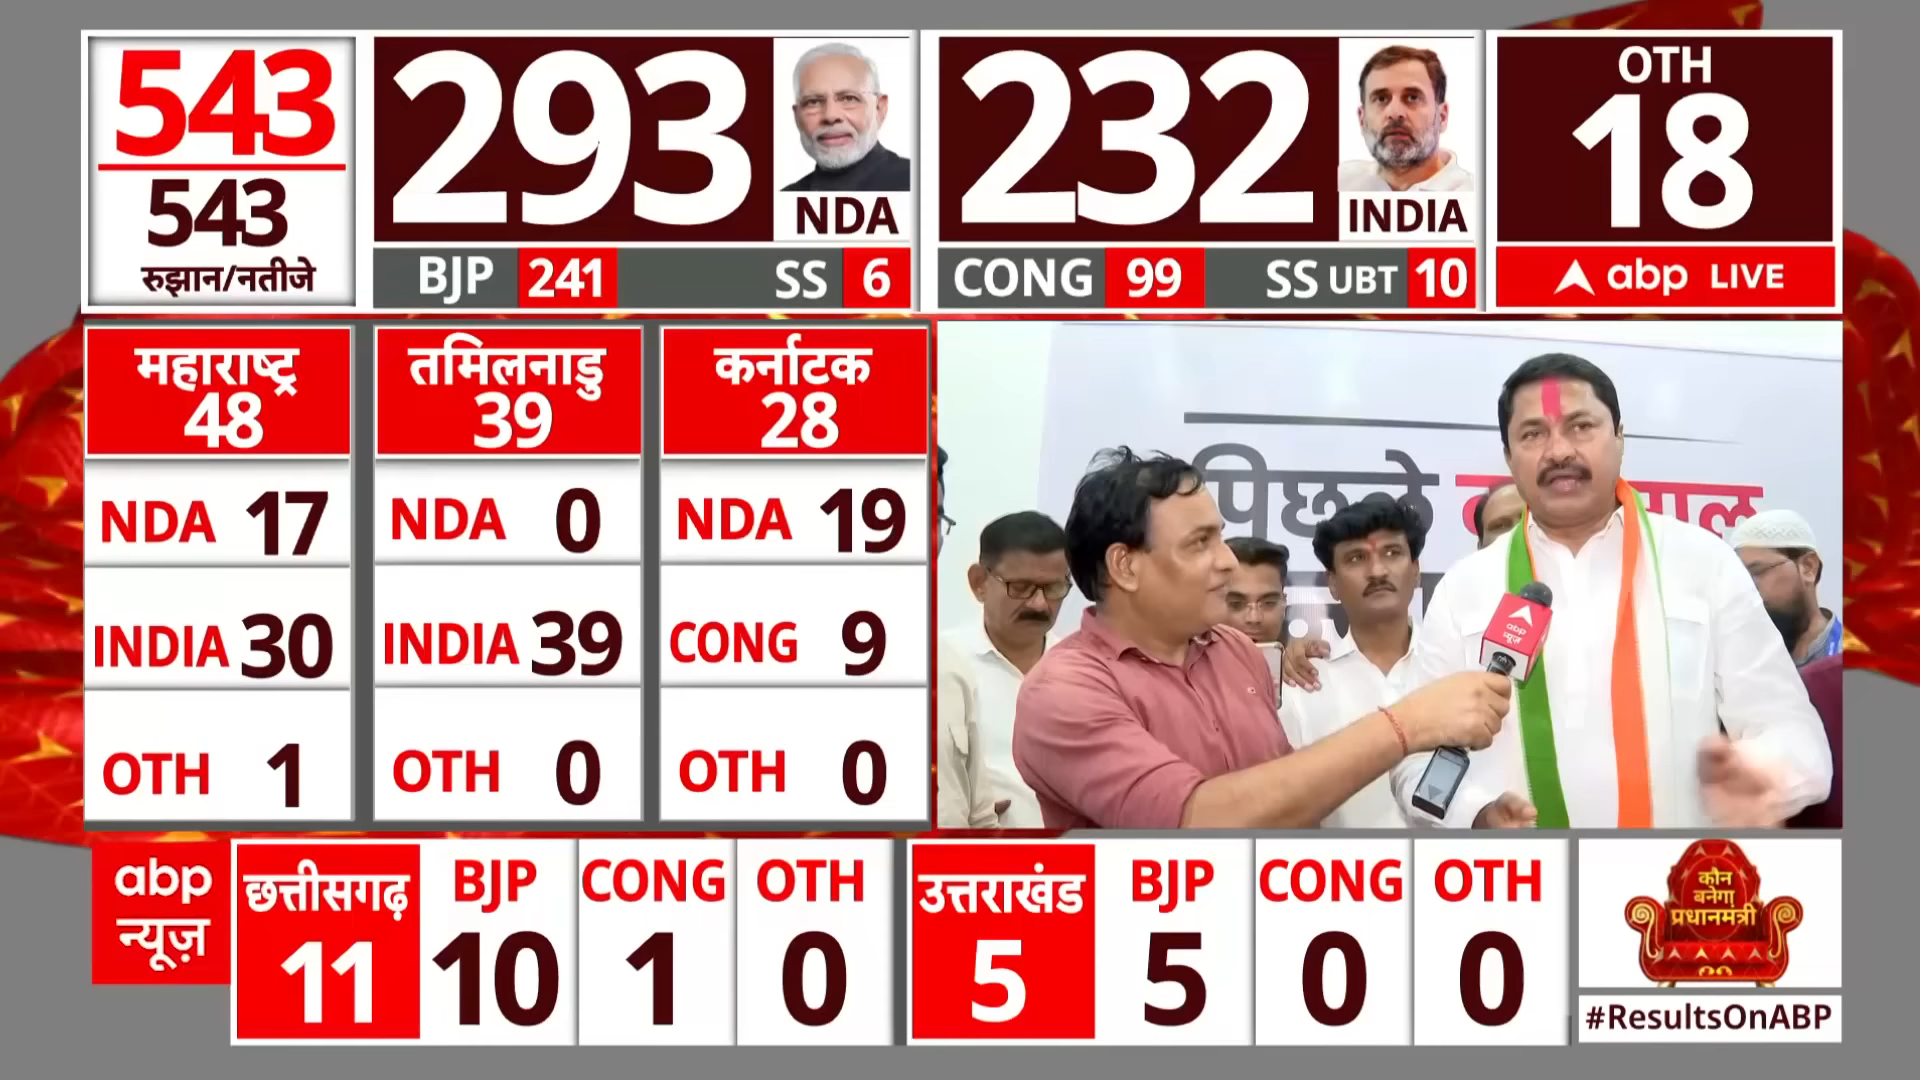 543
543
रुझान/नतीजे
293
NDA
BJP 241 SS 6
232
INDIA
CONG 99 SS UBT 10
OTH
18
abp LIVE
महाराष्ट्र
48
NDA 17
INDIA 30
OTH 1
तमिलनाडु
39
NDA 0
INDIA 39
OTH 0
कर्नाटक
28
NDA 19
CONG 9
OTH 0
पिछले
abp
न्यूज़
abp
न्यूज़
छत्तीसगढ़
11
BJP
10
CONG
1
OTH
0
उत्तराखंड
5
BJP
5
CONG
0
OTH
0
कौन
बनेगा
प्रधानमंत्री
#ResultsOnABP